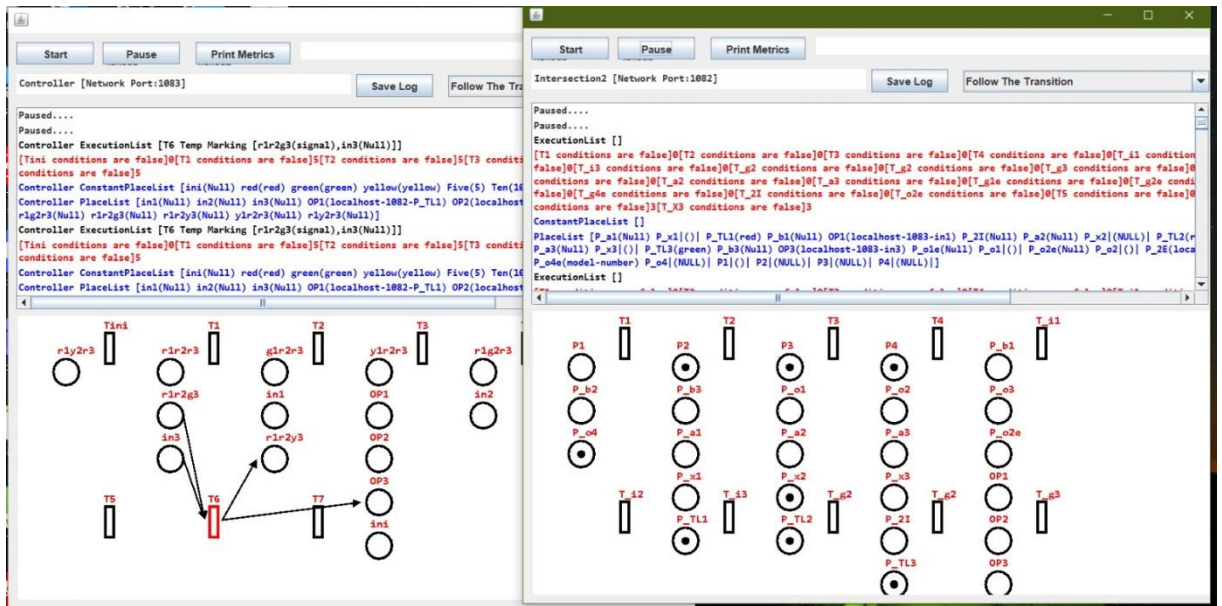 Start Pause Print Metrics
Controller [Network Port:1083] Save Log Follow The Tra
Paused....
Paused....
Controller ExecutionList [T6 Temp Marking [r1r2g3(signal),in3(Null)]]
[Tini conditions are false]0[T1 conditions are false]5[T2 conditions are false]5[T3 conditi
conditions are false]5
Controller ConstantPlaceList [ini(Null) red(red) green(green) yellow(yellow) Five(5) Ten(10
Controller PlaceList [in1(Null) in2(Null) in3(Null) OP1(localhost-1082-P_TL1) OP2(localhost
r1g2r3(Null) r1r2g3(Null) r1r2y3(Null) y1r2r3(Null) r1y2r3(Null)]
Controller ExecutionList [T6 Temp Marking [r1r2g3(signal),in3(Null)]]
[Tini conditions are false]0[T1 conditions are false]5[T2 conditions are false]5[T3 conditi
conditions are false]5
Controller ConstantPlaceList [ini(Null) red(red) green(green) yellow(yellow) Five(5) Ten(10
Controller PlaceList [in1(Null) in2(Null) in3(Null) OP1(localhost-1082-P_TL1) OP2(localhost
Tini T1 T2 T3
r1y2r3 r1r2r3 g1r2r3 y1r2r3 r1g2r3
r1r2g3 in1 OP1 in2
in3 r1r2y3 OP2
OP3
T5 T6 T7
ini
Start Pause Print Metrics
Intersection2 [Network Port:1082] Save Log Follow The Transition
Paused....
Paused....
ExecutionList []
[T1 conditions are false]0[T2 conditions are false]0[T3 conditions are false]0[T4 conditions are false]0[T_i1 condition
false]0[T_i3 conditions are false]0[T_g2 conditions are false]0[T_g2 conditions are false]0[T_g3 conditions are false]0
conditions are false]0[T_a2 conditions are false]0[T_a3 conditions are false]0[T_g1e conditions are false]0[T_g2e condi
false]0[T_g4e conditions are false]0[T_2I conditions are false]0[T_o2e conditions are false]0[T5 conditions are false]0
conditions are false]3[T_X3 conditions are false]3
ConstantPlaceList []
PlaceList [P_a1(Null) P_x1|()| P_TL1(red) P_b1(Null) OP1(localhost-1083-in1) P_2I(Null) P_a2(Null) P_x2|(NULL)| P_TL2(r
P_a3(Null) P_x3|()| P_TL3(green) P_b3(Null) OP3(localhost-1083-in3) P_o1e(Null) P_o1|()| P_o2e(Null) P_o2|()| P_2E(loca
P_o4e(model-number) P_o4|(NULL)| P1|()| P2|(NULL)| P3|(NULL)| P4|(NULL)|]
ExecutionList []
T1 T2 T3 T4 T_i1
P1 P2 P3 P4 P_b1
P_b2 P_b3 P_o1 P_o2 P_o3
P_o4 P_a1 P_a2 P_a3 P_o2e
P_x1 P_x2 P_x3 OP1
T_i2 T_i3 T_g2 T_g2 T_g3
P_TL1 P_TL2 P_2I OP2
P_TL3 OP3